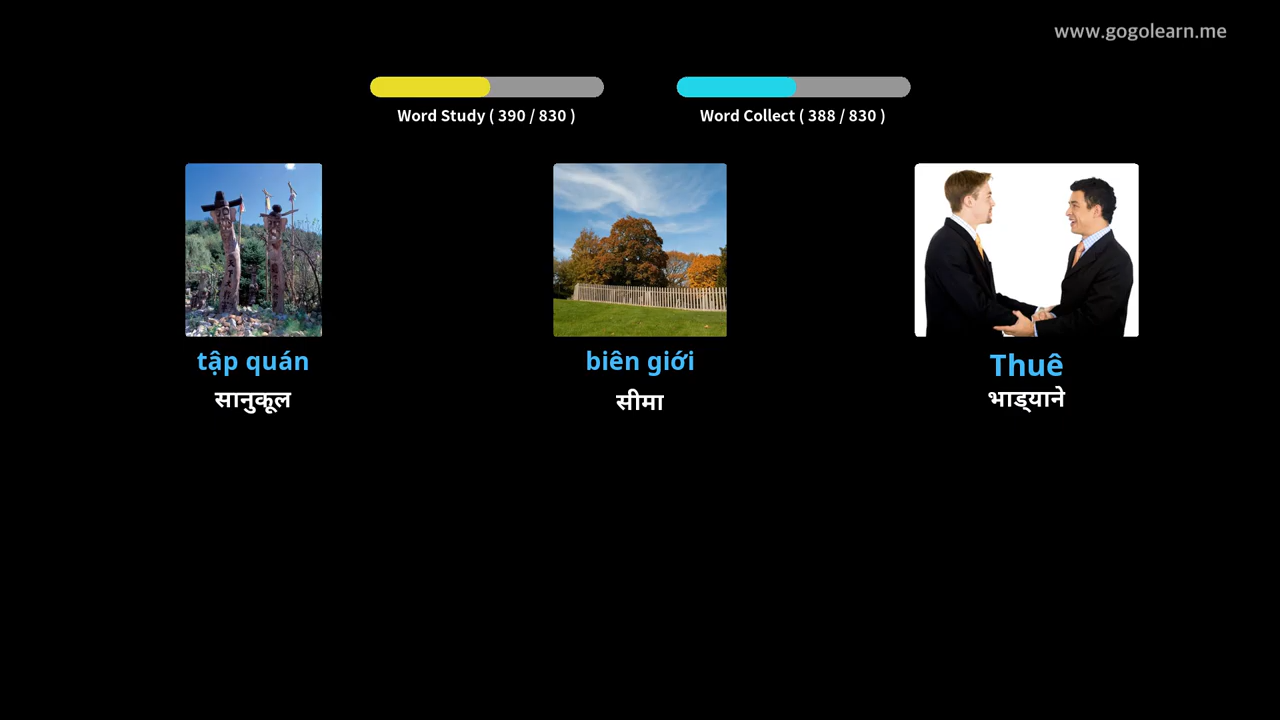 www.gogolearn.me
Word Study ( 390 / 830 )
Word Collect ( 388 / 830 )
tập quán
सानुकूल
biên giới
सीमा
Thuê
भाड्याने